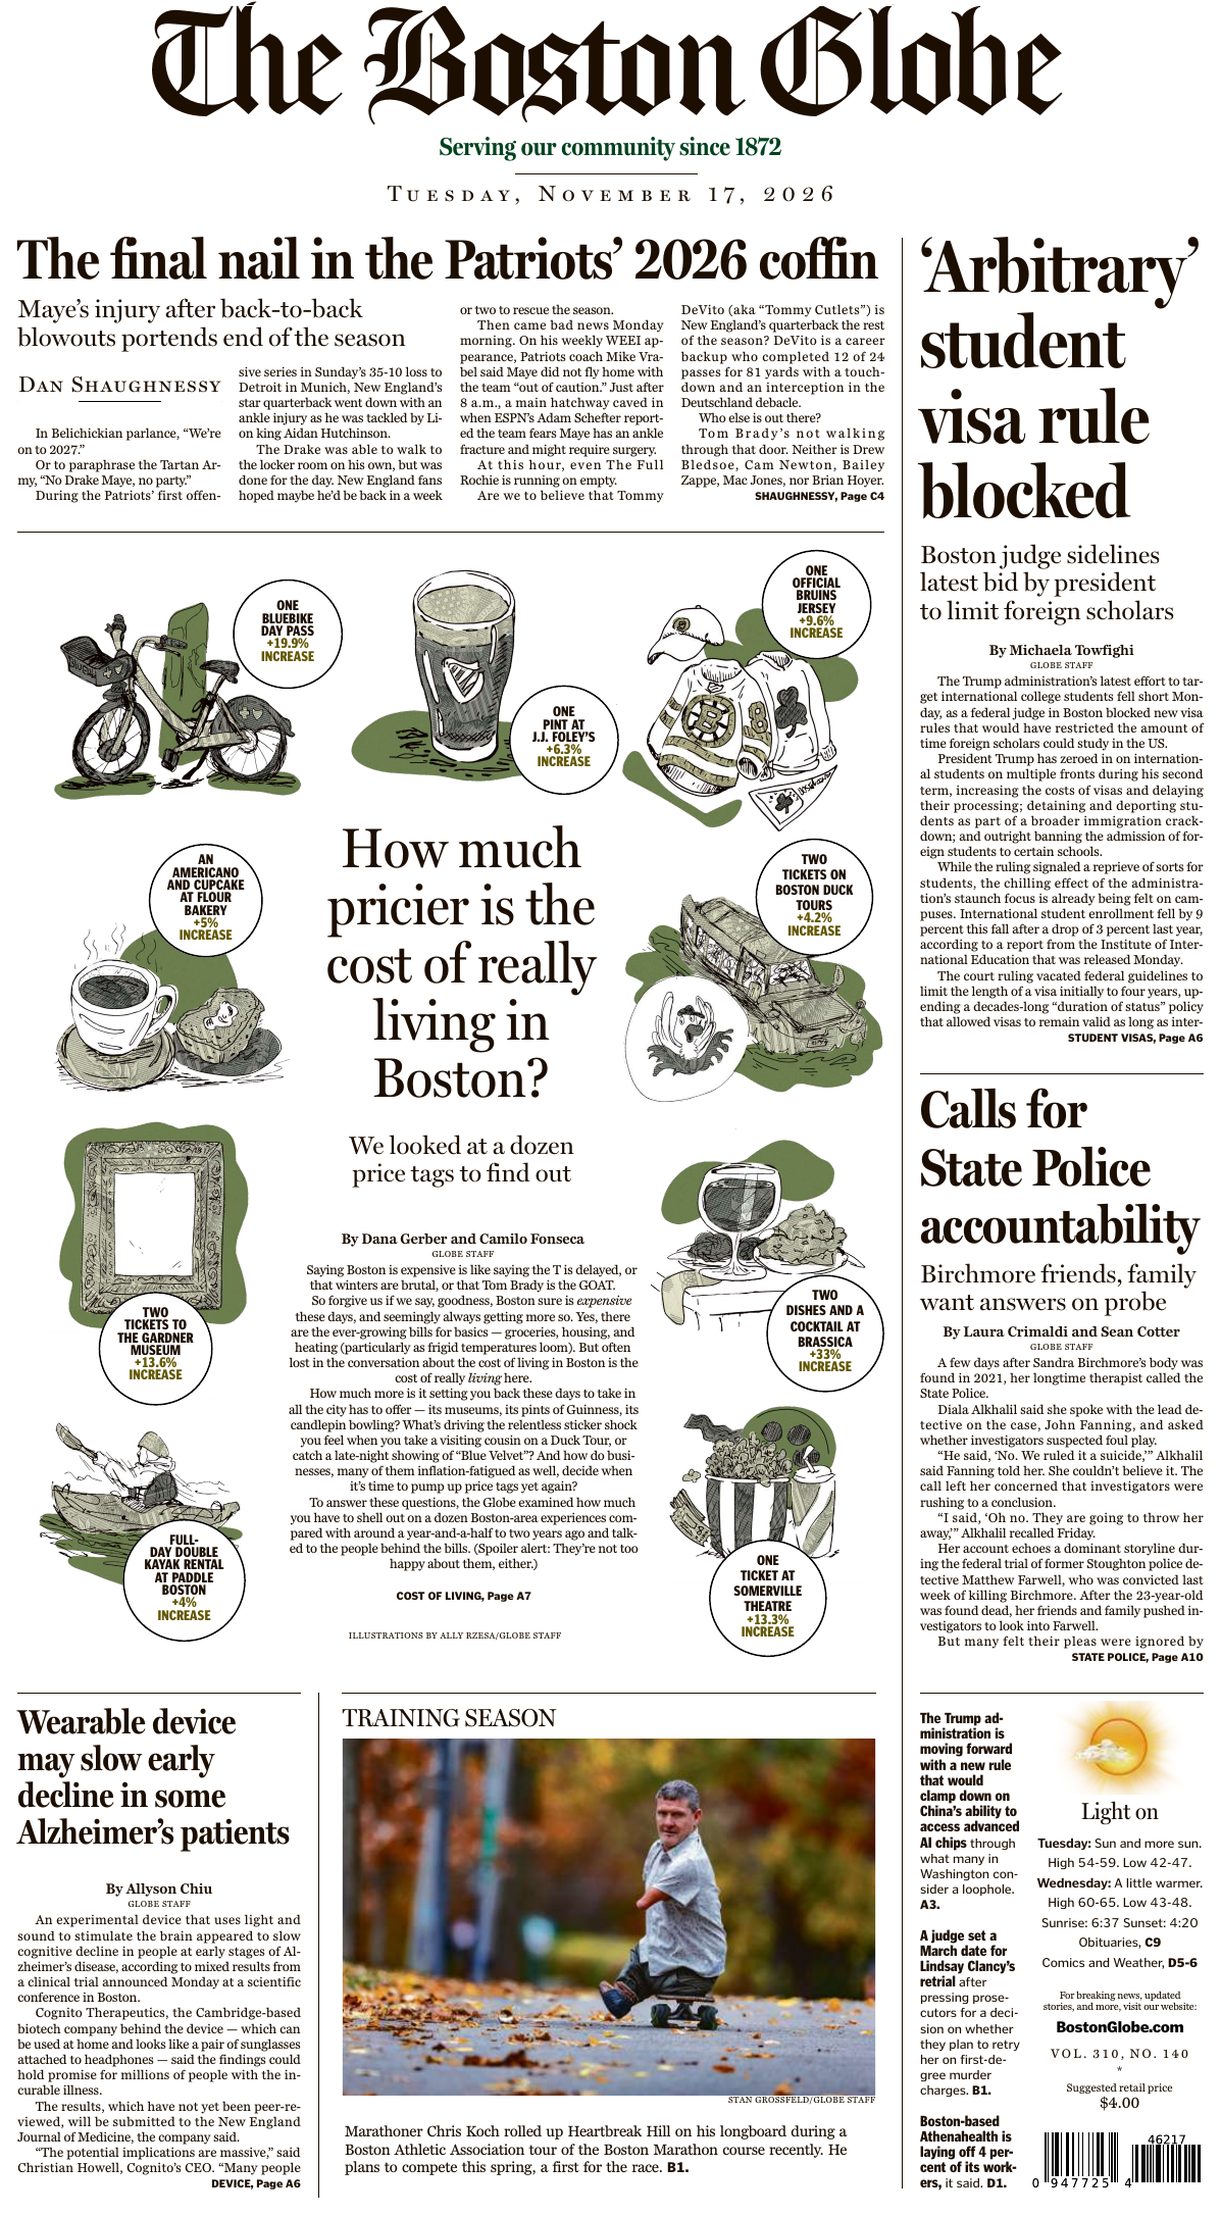 The Boston Globe
Serving our community since 1872
Tuesday, November 17, 2026
The final nail in the Patriots' 2026 coffin
Maye's injury after back-to-back
blowouts portends end of the season
Dan Shaughnessy
In Belichickian parlance, “We're
on to 2027.”
Or to paraphrase the Tartan Ar-
my, “No Drake Maye, no party.”
During the Patriots' first offen-
sive series in Sunday's 35-10 loss to
Detroit in Munich, New England's
star quarterback went down with an
ankle injury as he was tackled by Li-
on king Aidan Hutchinson.
The Drake was able to walk to
the locker room on his own, but was
done for the day. New England fans
hoped maybe he'd be back in a week
or two to rescue the season.
Then came bad news Monday
morning. On his weekly WEEI ap-
pearance, Patriots coach Mike Vra-
bel said Maye did not fly home with
the team “out of caution.” Just after
8 a.m., a main hatchway caved in
when ESPN's Adam Schefter report-
ed the team fears Maye has an ankle
fracture and might require surgery.
At this hour, even The Full
Rochie is running on empty.
Are we to believe that Tommy
DeVito (aka “Tommy Cutlets”) is
New England's quarterback the rest
of the season? DeVito is a career
backup who completed 12 of 24
passes for 81 yards with a touch-
down and an interception in the
Deutschland debacle.
Who else is out there?
Tom Brady's not walking
through that door. Neither is Drew
Bledsoe, Cam Newton, Bailey
Zappe, Mac Jones, nor Brian Hoyer.
SHAUGHNESSY, Page C4
‘Arbitrary’
student
visa rule
blocked
Boston judge sidelines
latest bid by president
to limit foreign scholars
By Michaela Towfighi
GLOBE STAFF
The Trump administration's latest effort to tar-
get international college students fell short Mon-
day, as a federal judge in Boston blocked new visa
rules that would have restricted the amount of
time foreign scholars could study in the US.
President Trump has zeroed in on internation-
al students on multiple fronts during his second
term, increasing the costs of visas and delaying
their processing; detaining and deporting stu-
dents as part of a broader immigration crack-
down; and outright banning the admission of for-
eign students to certain schools.
While the ruling signaled a reprieve of sorts for
students, the chilling effect of the administra-
tion's staunch focus is already being felt on cam-
puses. International student enrollment fell by 9
percent this fall after a drop of 3 percent last year,
according to a report from the Institute of Inter-
national Education that was released Monday.
The court ruling vacated federal guidelines to
limit the length of a visa initially to four years, up-
ending a decades-long “duration of status” policy
that allowed visas to remain valid as long as inter-
STUDENT VISAS, Page A6
ONE
BLUEBIKE
DAY PASS
+19.9%
INCREASE
ONE
PINT AT
J.J. FOLEY'S
+6.3%
INCREASE
ONE
OFFICIAL
BRUINS
JERSEY
+9.6%
INCREASE
B
8
AN
AMERICANO
AND CUPCAKE
AT FLOUR
BAKERY
+5%
INCREASE
TWO
TICKETS ON
BOSTON DUCK
TOURS
+4.2%
INCREASE
How much
pricier is the
cost of really
living in
Boston?
We looked at a dozen
price tags to find out
By Dana Gerber and Camilo Fonseca
GLOBE STAFF
Saying Boston is expensive is like saying the T is delayed, or
that winters are brutal, or that Tom Brady is the GOAT.
So forgive us if we say, goodness, Boston sure is expensive
these days, and seemingly always getting more so. Yes, there
are the ever-growing bills for basics — groceries, housing, and
heating (particularly as frigid temperatures loom). But often
lost in the conversation about the cost of living in Boston is the
cost of really living here.
How much more is it setting you back these days to take in
all the city has to offer — its museums, its pints of Guinness, its
candlepin bowling? What's driving the relentless sticker shock
you feel when you take a visiting cousin on a Duck Tour, or
catch a late-night showing of “Blue Velvet”? And how do busi-
nesses, many of them inflation-fatigued as well, decide when
it's time to pump up price tags yet again?
To answer these questions, the Globe examined how much
you have to shell out on a dozen Boston-area experiences com-
pared with around a year-and-a-half to two years ago and talk-
ed to the people behind the bills. (Spoiler alert: They're not too
happy about them, either.)
COST OF LIVING, Page A7
ILLUSTRATIONS BY ALLY RZESA/GLOBE STAFF
TWO
TICKETS TO
THE GARDNER
MUSEUM
+13.6%
INCREASE
TWO
DISHES AND A
COCKTAIL AT
BRASSICA
+33%
INCREASE
FULL-
DAY DOUBLE
KAYAK RENTAL
AT PADDLE
BOSTON
+4%
INCREASE
ONE
TICKET AT
SOMERVILLE
THEATRE
+13.3%
INCREASE
Calls for
State Police
accountability
Birchmore friends, family
want answers on probe
By Laura Crimaldi and Sean Cotter
GLOBE STAFF
A few days after Sandra Birchmore's body was
found in 2021, her longtime therapist called the
State Police.
Diala Alkhalil said she spoke with the lead de-
tective on the case, John Fanning, and asked
whether investigators suspected foul play.
“He said, ‘No. We ruled it a suicide,’” Alkhalil
said Fanning told her. She couldn't believe it. The
call left her concerned that investigators were
rushing to a conclusion.
“I said, ‘Oh no. They are going to throw her
away,’” Alkhalil recalled Friday.
Her account echoes a dominant storyline dur-
ing the federal trial of former Stoughton police de-
tective Matthew Farwell, who was convicted last
week of killing Birchmore. After the 23-year-old
was found dead, her friends and family pushed in-
vestigators to look into Farwell.
But many felt their pleas were ignored by
STATE POLICE, Page A10
Wearable device
may slow early
decline in some
Alzheimer's patients
By Allyson Chiu
GLOBE STAFF
An experimental device that uses light and
sound to stimulate the brain appeared to slow
cognitive decline in people at early stages of Al-
zheimer's disease, according to mixed results from
a clinical trial announced Monday at a scientific
conference in Boston.
Cognito Therapeutics, the Cambridge-based
biotech company behind the device — which can
be used at home and looks like a pair of sunglasses
attached to headphones — said the findings could
hold promise for millions of people with the in-
curable illness.
The results, which have not yet been peer-re-
viewed, will be submitted to the New England
Journal of Medicine, the company said.
“The potential implications are massive,” said
Christian Howell, Cognito's CEO. “Many people
DEVICE, Page A6
TRAINING SEASON
STAN GROSSFELD/GLOBE STAFF
Marathoner Chris Koch rolled up Heartbreak Hill on his longboard during a
Boston Athletic Association tour of the Boston Marathon course recently. He
plans to compete this spring, a first for the race. B1.
The Trump ad-
ministration is
moving forward
with a new rule
that would
clamp down on
China's ability to
access advanced
AI chips through
what many in
Washington con-
sider a loophole.
A3.
A judge set a
March date for
Lindsay Clancy's
retrial after
pressing prose-
cutors for a deci-
sion on whether
they plan to retry
her on first-de-
gree murder
charges. B1.
Boston-based
Athenahealth is
laying off 4 per-
cent of its work-
ers, it said. D1.
Light on
Tuesday: Sun and more sun.
High 54-59. Low 42-47.
Wednesday: A little warmer.
High 60-65. Low 43-48.
Sunrise: 6:37 Sunset: 4:20
Obituaries, C9
Comics and Weather, D5-6
For breaking news, updated
stories, and more, visit our website:
BostonGlobe.com
VOL. 310, NO. 140
*
Suggested retail price
$4.00
46217
0 947725 4